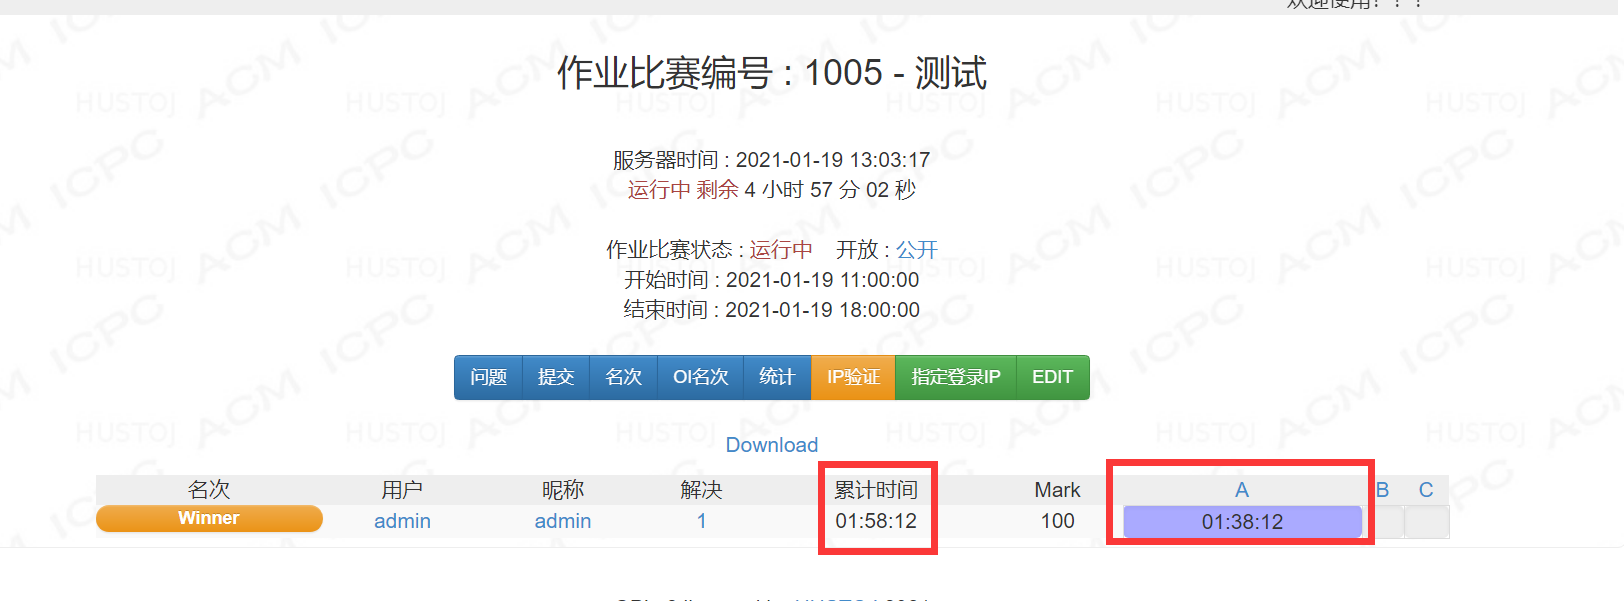 欢迎使用！！！
作业比赛编号 : 1005 - 测试
服务器时间 : 2021-01-19 13:03:17
运行中 剩余 4 小时 57 分 02 秒
作业比赛状态 : 运行中 开放 : 公开
开始时间 : 2021-01-19 11:00:00
结束时间 : 2021-01-19 18:00:00
问题 提交 名次 OI名次 统计 IP验证 指定登录IP EDIT
Download
名次 用户 昵称 解决 累计时间 Mark A B C
Winner admin admin 1 01:58:12 100 01:38:12
HUSTOJ ACM ICPC